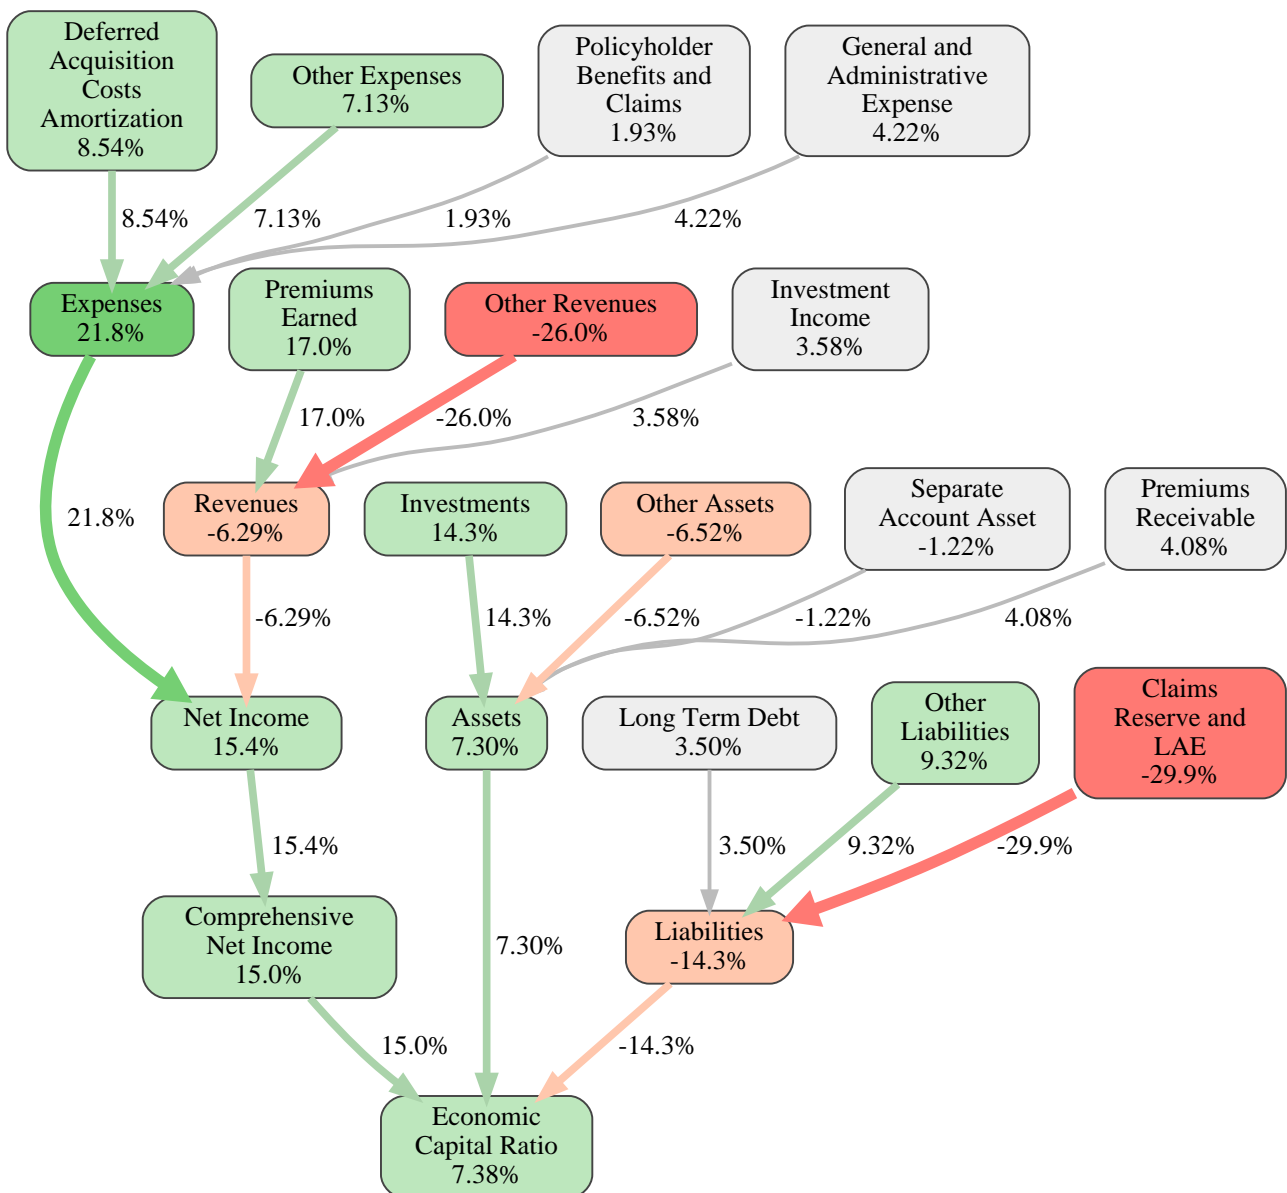 Deferred
Acquisition
Costs
Amortization
8.54%
Other Expenses
7.13%
Policyholder
Benefits and
Claims
1.93%
General and
Administrative
Expense
4.22%
8.54%
7.13%
1.93%
4.22%
Expenses
21.8%
Premiums
Earned
17.0%
Other Revenues
-26.0%
Investment
Income
3.58%
17.0%
-26.0%
3.58%
21.8%
Revenues
-6.29%
Investments
14.3%
Other Assets
-6.52%
Separate
Account Asset
-1.22%
Premiums
Receivable
4.08%
-6.29%
14.3%
-6.52%
-1.22%
4.08%
Net Income
15.4%
Assets
7.30%
Long Term Debt
3.50%
Other
Liabilities
9.32%
Claims
Reserve and
LAE
-29.9%
15.4%
3.50%
9.32%
-29.9%
Comprehensive
Net Income
15.0%
7.30%
Liabilities
-14.3%
15.0%
-14.3%
Economic
Capital Ratio
7.38%